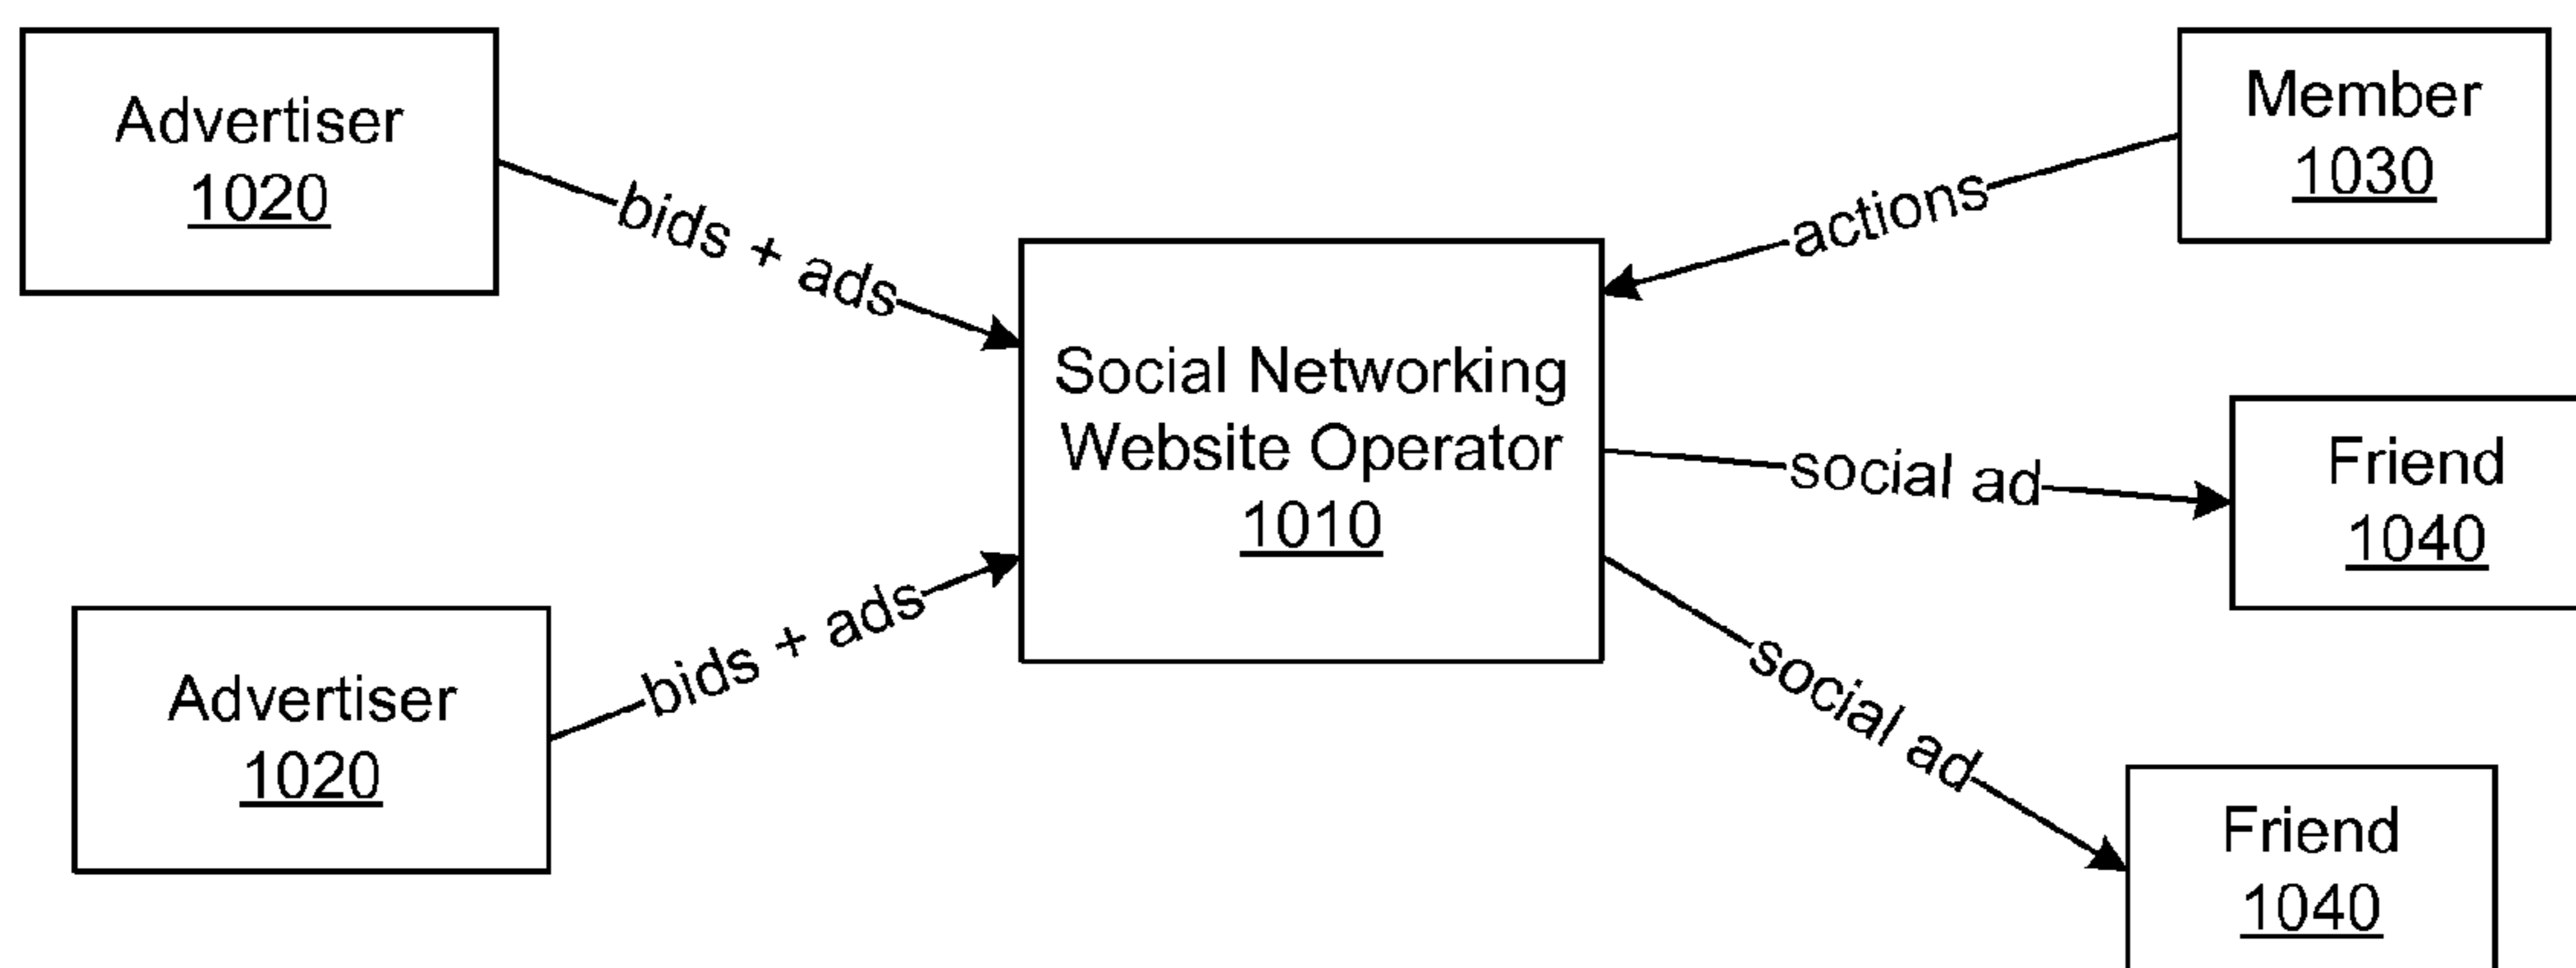 Advertiser
1020
bids + ads
Advertiser
1020
bids + ads
Social Networking
Website Operator
1010
actions
Member
1030
social ad
Friend
1040
social ad
Friend
1040